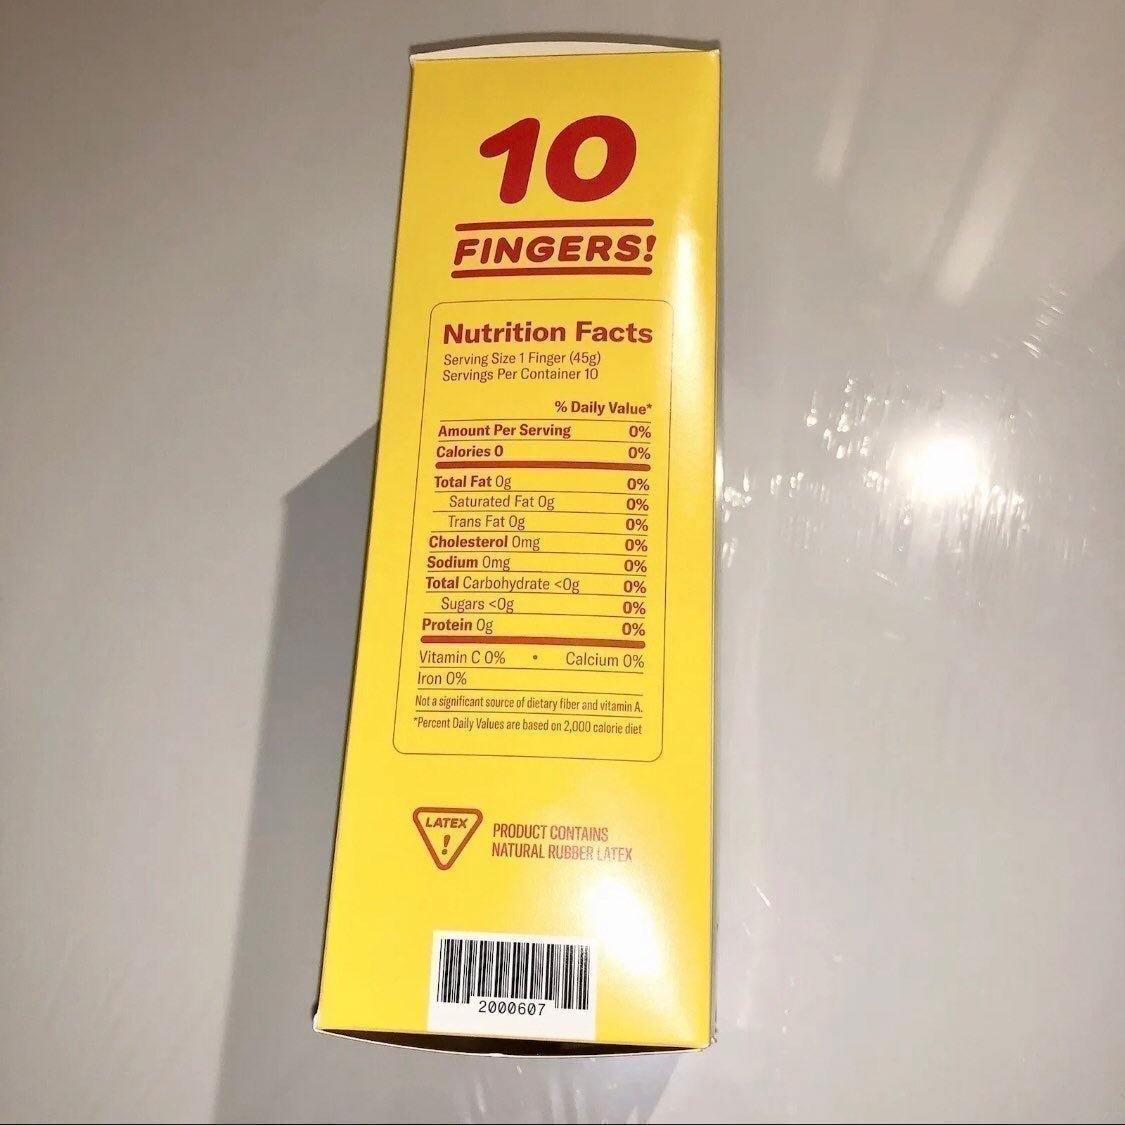 10
FINGERS!
Nutrition Facts
Serving Size 1 Finger (45g)
Servings Per Container 10
% Daily Value*
Amount Per Serving 0%
Calories 0 0%
Total Fat 0g 0%
Saturated Fat 0g 0%
Trans Fat 0g 0%
Cholesterol 0mg 0%
Sodium 0mg 0%
Total Carbohydrate <0g 0%
Sugars <0g 0%
Protein 0g 0%
Vitamin C 0% • Calcium 0%
Iron 0%
Not a significant source of dietary fiber and vitamin A.
*Percent Daily Values are based on 2,000 calorie diet
LATEX
!
PRODUCT CONTAINS
NATURAL RUBBER LATEX
2000607